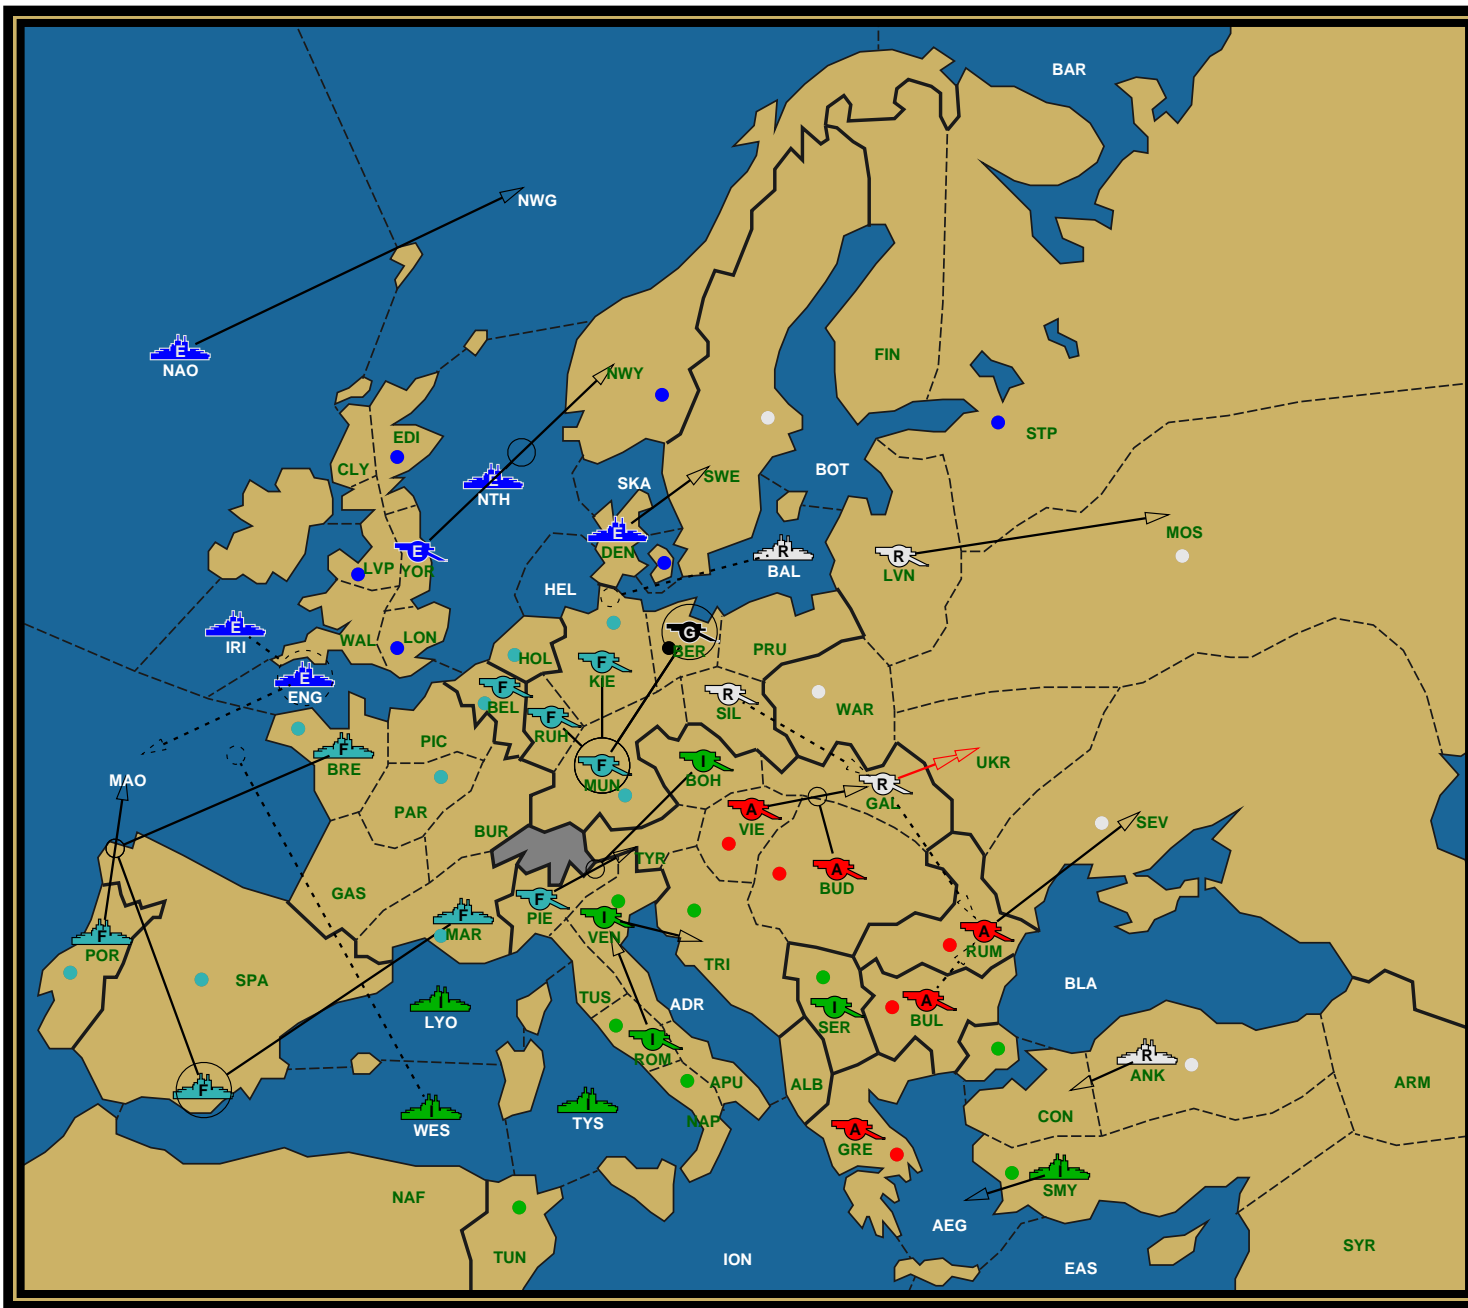 BAR
NWG
E
NAO
FIN
NWY
EDI
STP
CLY
SWE
BOT
SKA
E
NTH
MOS
E
DEN
R
BAL
E
YOR
R
LVN
LVP
HEL
E
IRI
WAL
LON
G
BER
PRU
HOL
F
KIE
E
ENG
F
BEL
R
SIL
WAR
F
RUH
PIC
F
BRE
UKR
MAO
F
MUN
I
BOH
R
GAL
PAR
A
VIE
SEV
BUR
TYR
A
BUD
GAS
F
PIE
F
MAR
I
VEN
F
POR
A
RUM
TRI
SPA
BLA
TUS
ADR
I
LYO
I
SER
A
BUL
I
ROM
R
ANK
F
APU
ALB
ARM
I
WES
I
TYS
NAP
CON
A
GRE
I
SMY
NAF
AEG
TUN
ION
SYR
EAS